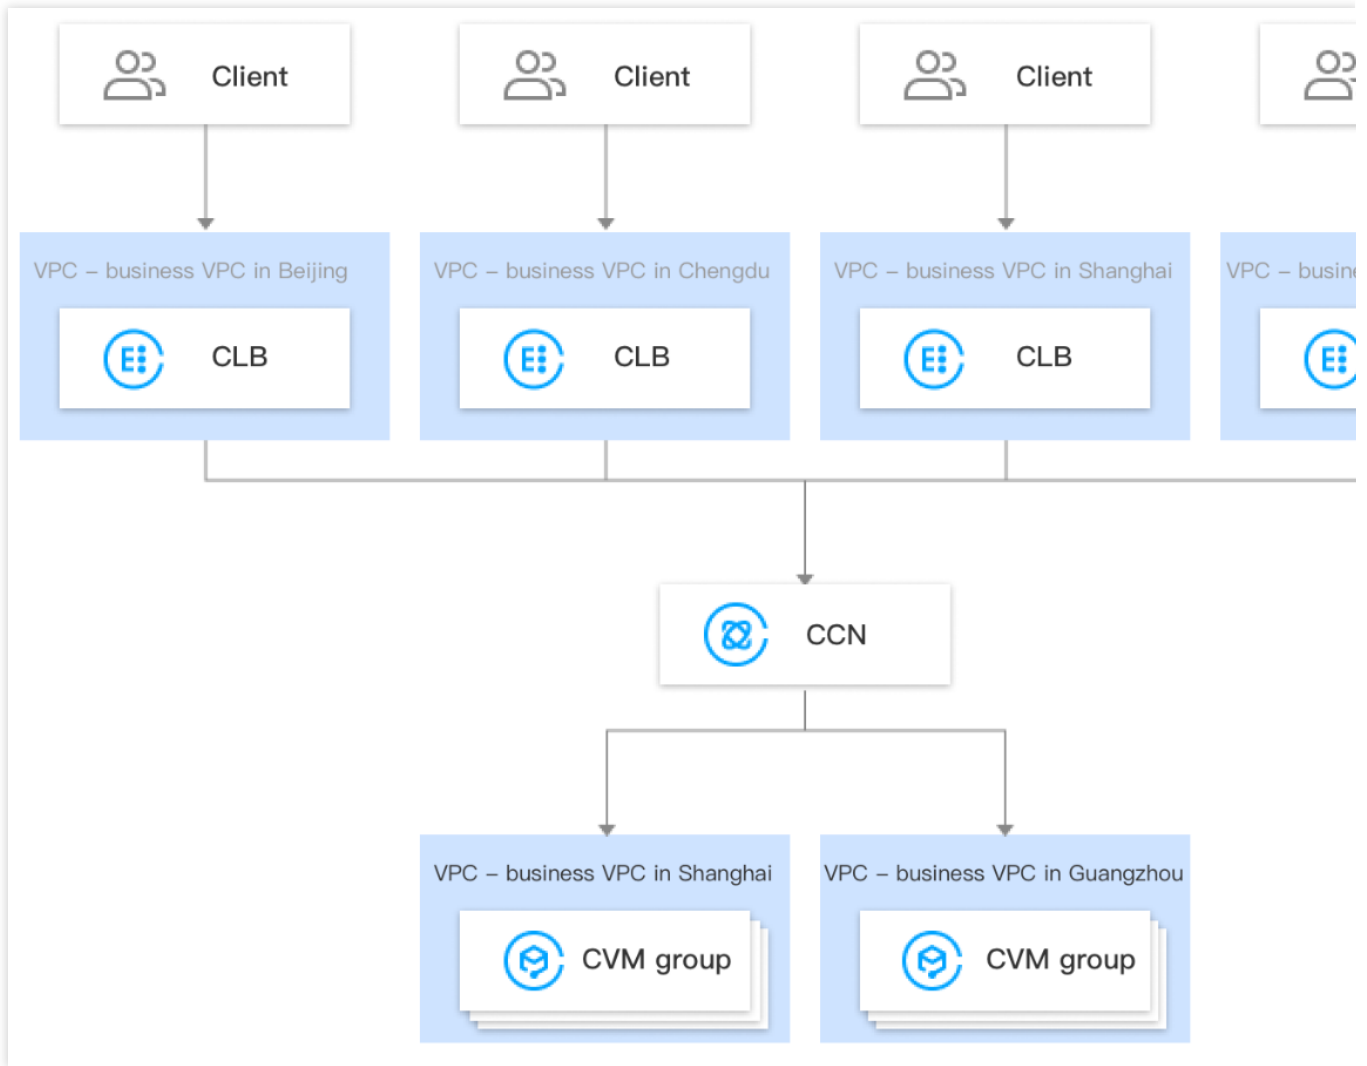 Client
Client
Client
VPC – business VPC in Beijing
VPC – business VPC in Chengdu
VPC – business VPC in Shanghai
VPC –
CLB
CLB
CLB
CCN
VPC – business VPC in Shanghai
VPC – business VPC in Guangzhou
CVM group
CVM group